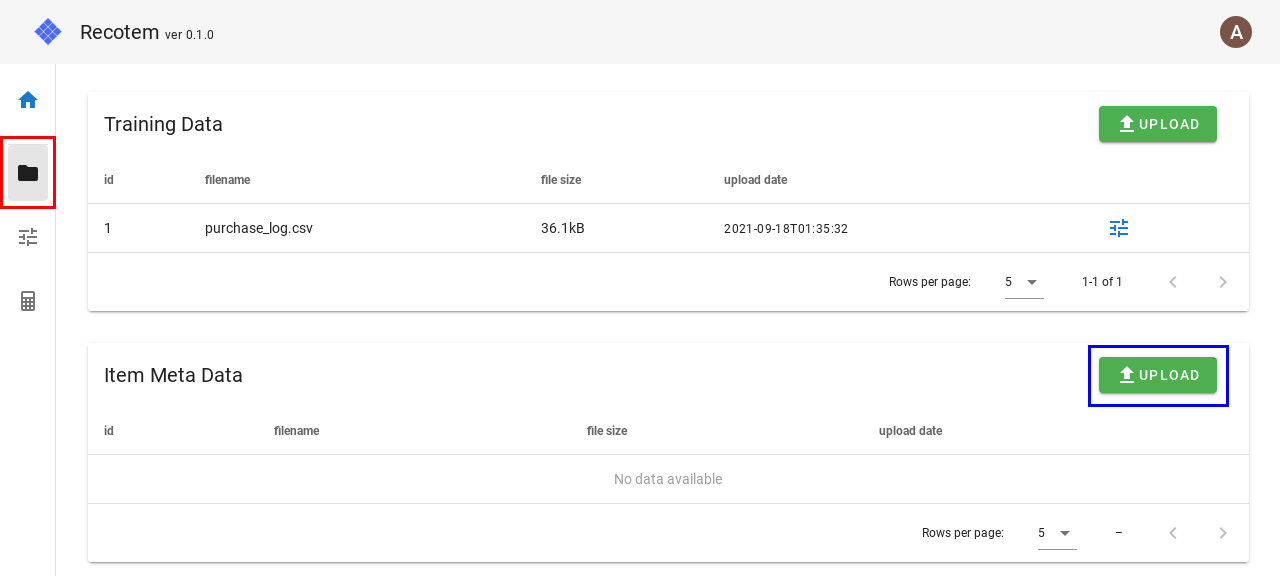 Recotem ver 0.1.0
A
Training Data
UPLOAD
id filename file size upload date
1 purchase_log.csv 36.1kB 2021-09-18T01:35:32
Rows per page: 5 1-1 of 1
Item Meta Data
UPLOAD
id filename file size upload date
No data available
Rows per page: 5 –